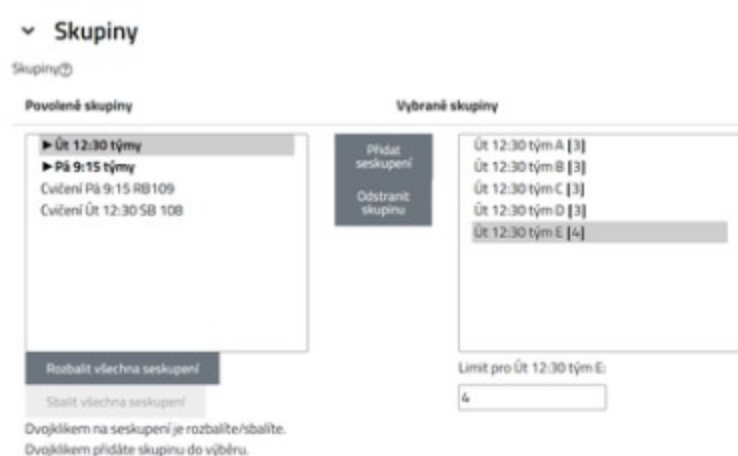 Skupiny
Skupiny
Povolené skupiny
Vybrané skupiny
►Út 12:30 týmy
►Pá 9:15 týmy
Cvičení Pá 9:15 RB109
Cvičení Út 12:30 SB 108
Přidat
seskupení
Odstranit
skupinu
Út 12:30 tým A [3]
Út 12:30 tým B [3]
Út 12:30 tým C [3]
Út 12:30 tým D [3]
Út 12:30 tým E [4]
Rozbalit všechna seskupení
Sbalit všechna seskupení
Limit pro Út 12:30 tým E:
4
Dvojklikem na seskupení je rozbalíte/sbalíte.
Dvojklikem přidáte skupinu do výběru.